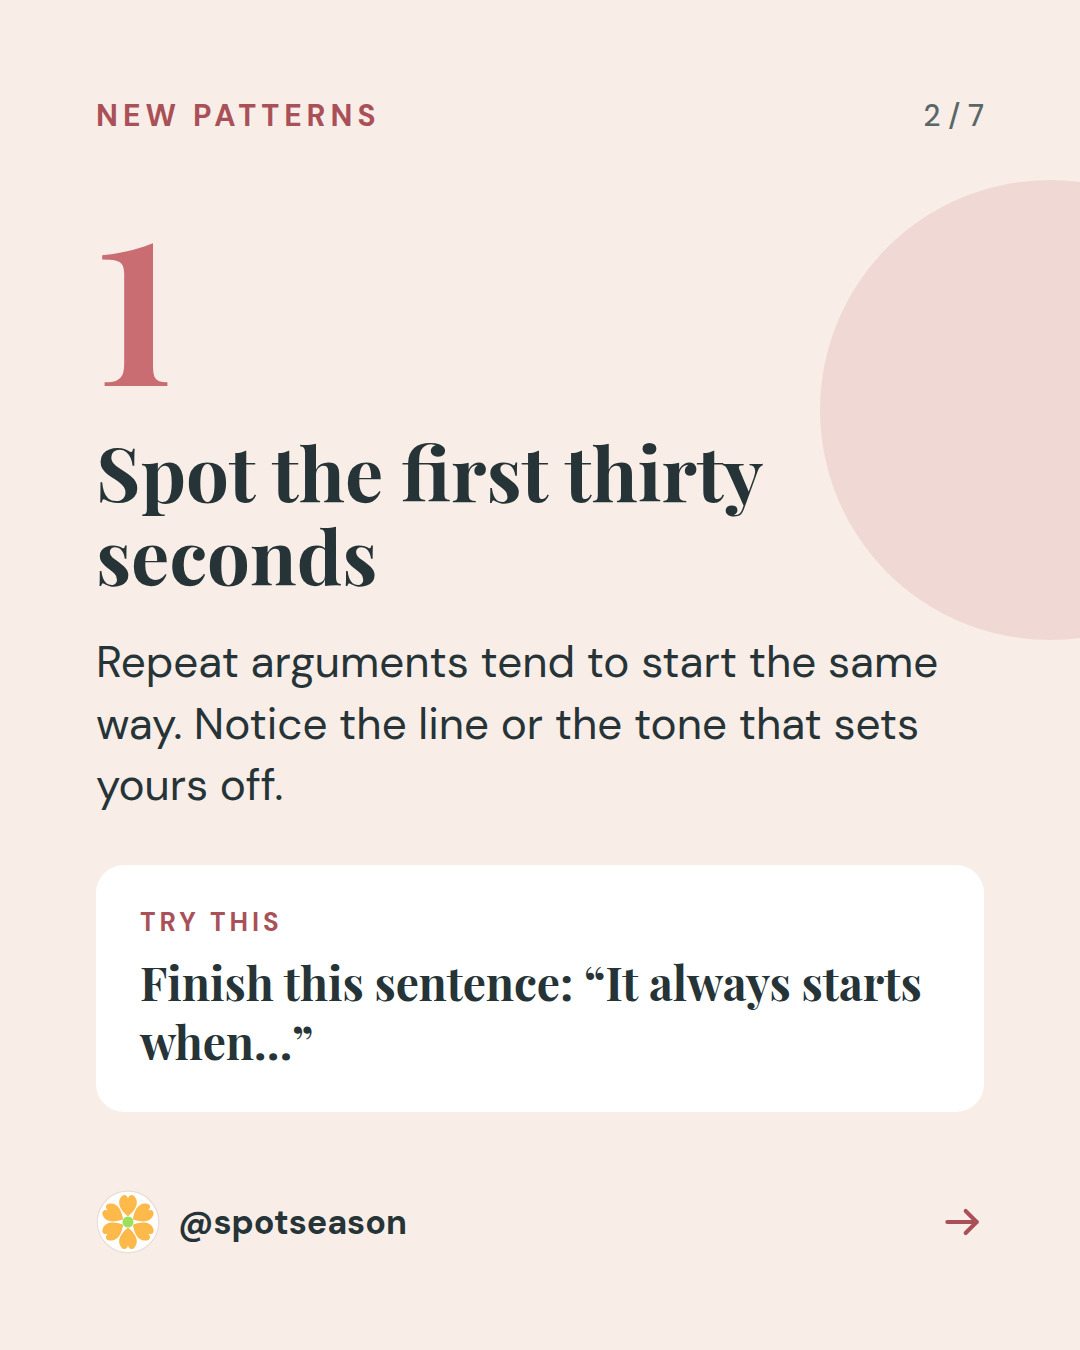 NEW PATTERNS
2 / 7
1
Spot the first thirty
seconds
Repeat arguments tend to start the same
way. Notice the line or the tone that sets
yours off.
TRY THIS
Finish this sentence: “It always starts
when...”
@spotseason
→